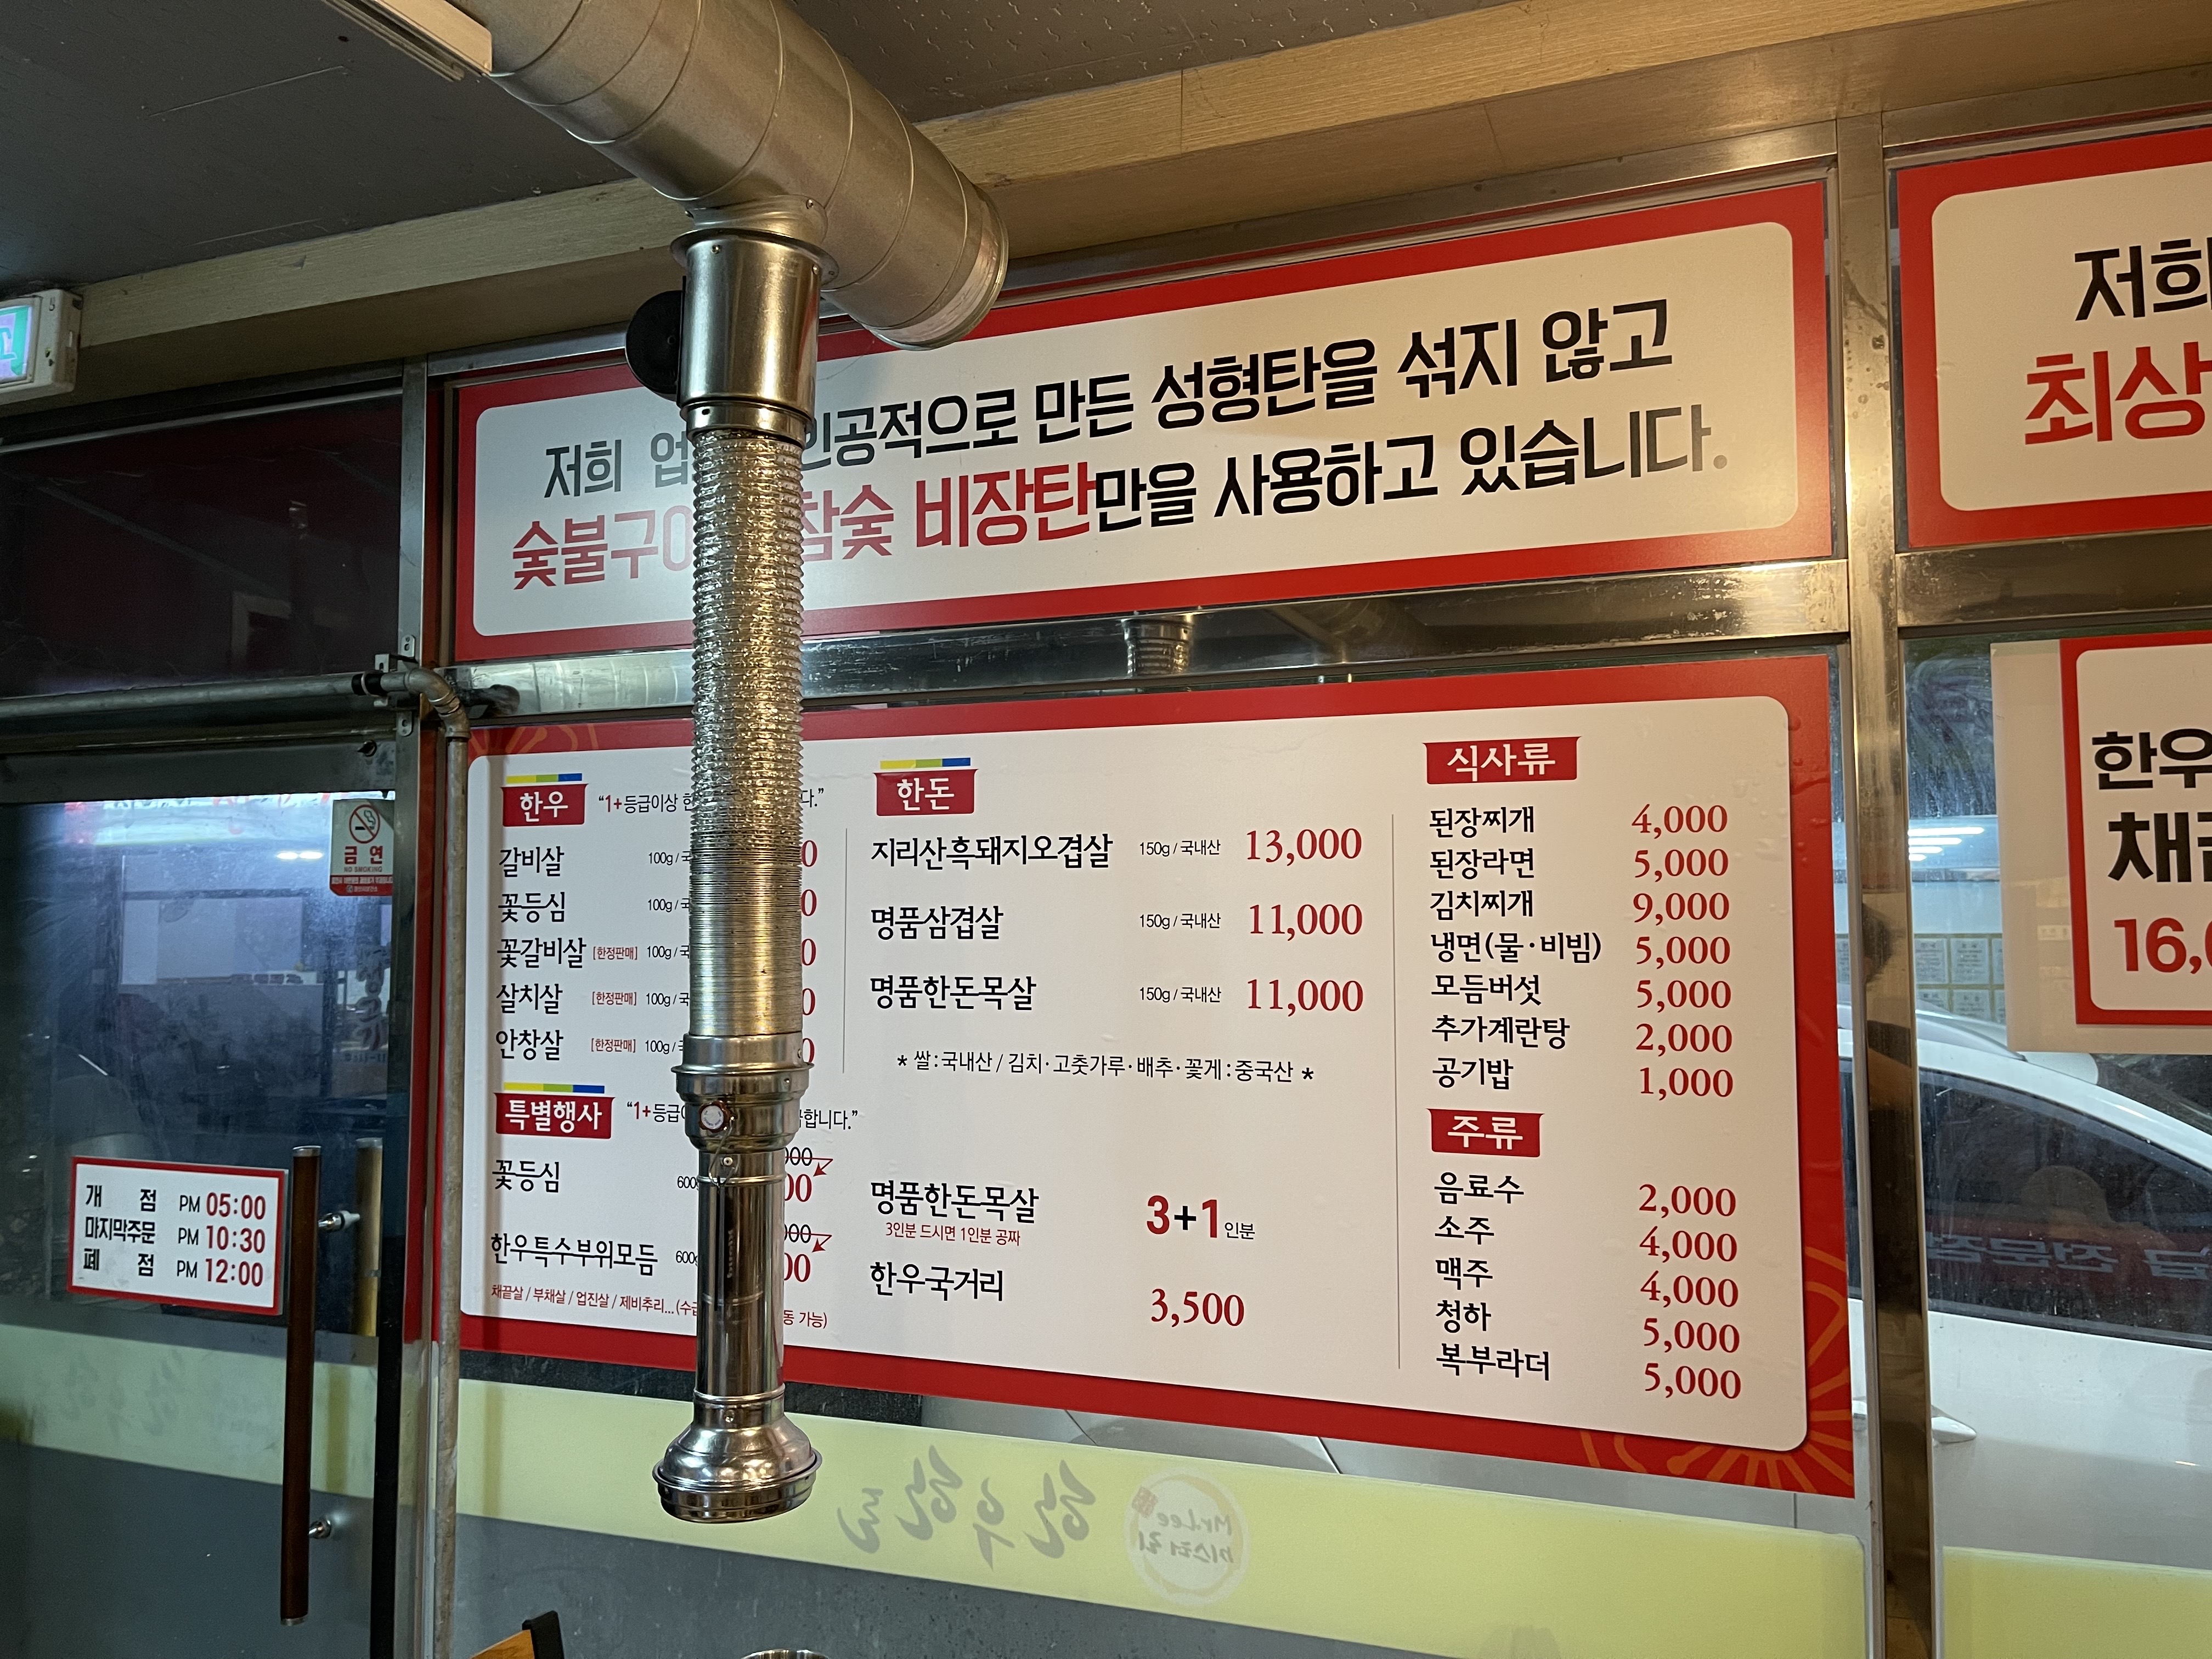 저희 인공적으로 만든 성형탄을 섞지 않고
참숯 비장탄만을 사용하고 있습니다.
저희
최상
한우 "1+등급이상
갈비살 100g /
꽃등심 100g /
꽃갈비살 [한정판매] 100g /
살치살 [한정판매] 100g /
안창살 [한정판매] 100g /
특별행사 "1+ 합니다."
꽃등심
한우특수부위모듬
채끝살 / 부채살 / 업진살 / 제비추리... 가능)
한돈
지리산흑돼지오겹살 150g / 국내산 13,000
명품삼겹살 150g / 국내산 11,000
명품한돈목살 150g / 국내산 11,000
* 쌀 : 국내산 / 김치 · 고춧가루 · 배추 · 꽃게 : 중국산 *
명품한돈목살 3+1인분
3인분 드시면 1인분 공짜
한우국거리 3,500
식사류
된장찌개 4,000
된장라면 5,000
김치찌개 9,000
냉면(물·비빔) 5,000
모듬버섯 5,000
추가계란탕 2,000
공기밥 1,000
주류
음료수 2,000
소주 4,000
맥주 4,000
청하 5,000
복부라더 5,000
한우
금연
NO SMOKING
개 점 PM 05:00
마지막주문 PM 10:30
폐 점 PM 12:00
한우한돈
Mr.Lee
미스터리